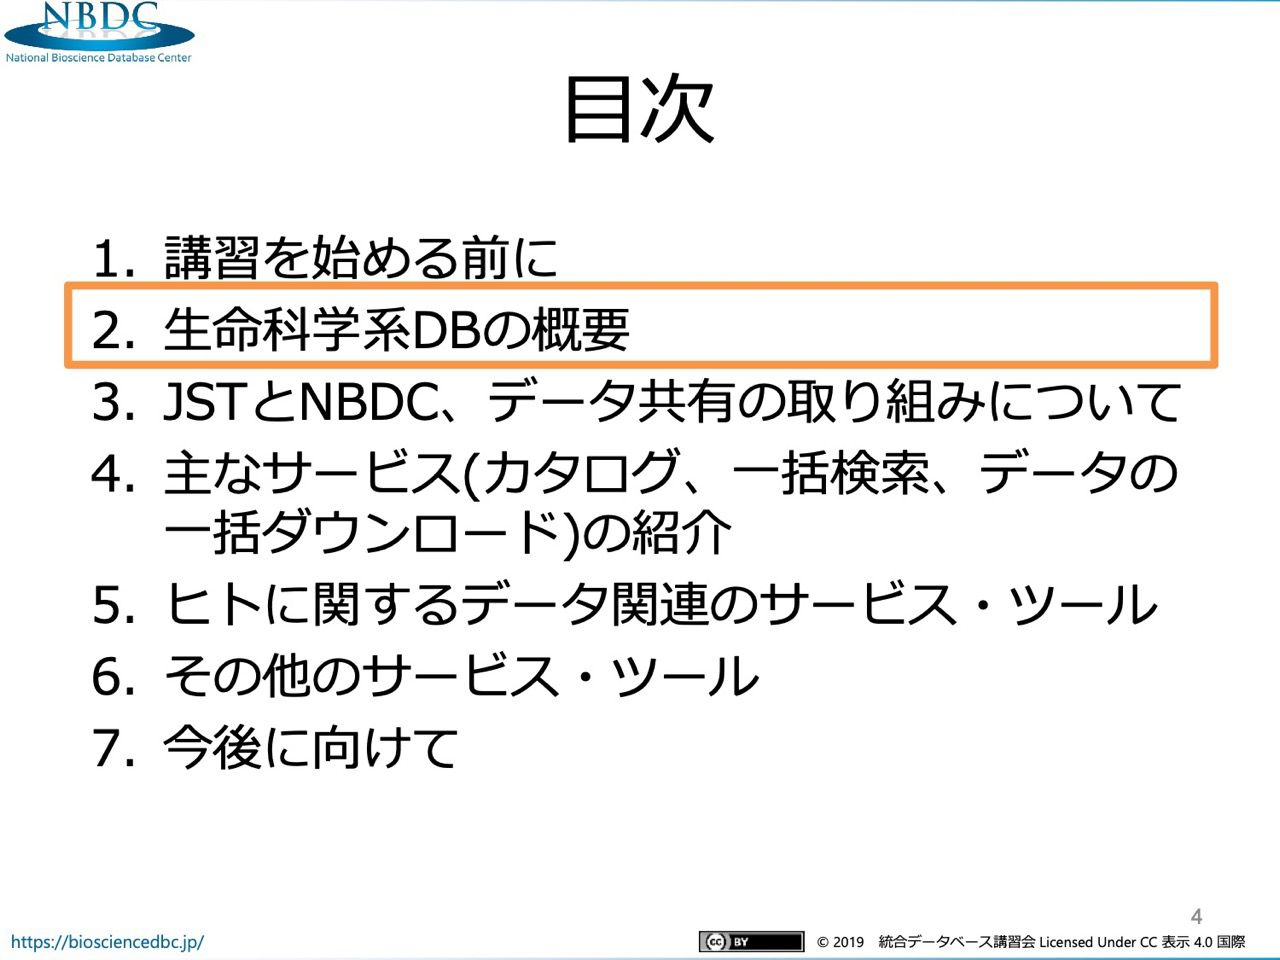 NBDC
National Bioscience Database Center
目次
1. 講習を始める前に
2. 生命科学系DBの概要
3. JSTとNBDC、データ共有の取り組みについて
4. 主なサービス(カタログ、一括検索、データの
一括ダウンロード)の紹介
5. ヒトに関するデータ関連のサービス・ツール
6. その他のサービス・ツール
7. 今後に向けて
4
https://biosciencedbc.jp/
cc BY © 2019 統合データベース講習会 Licensed Under CC 表示 4.0 国際